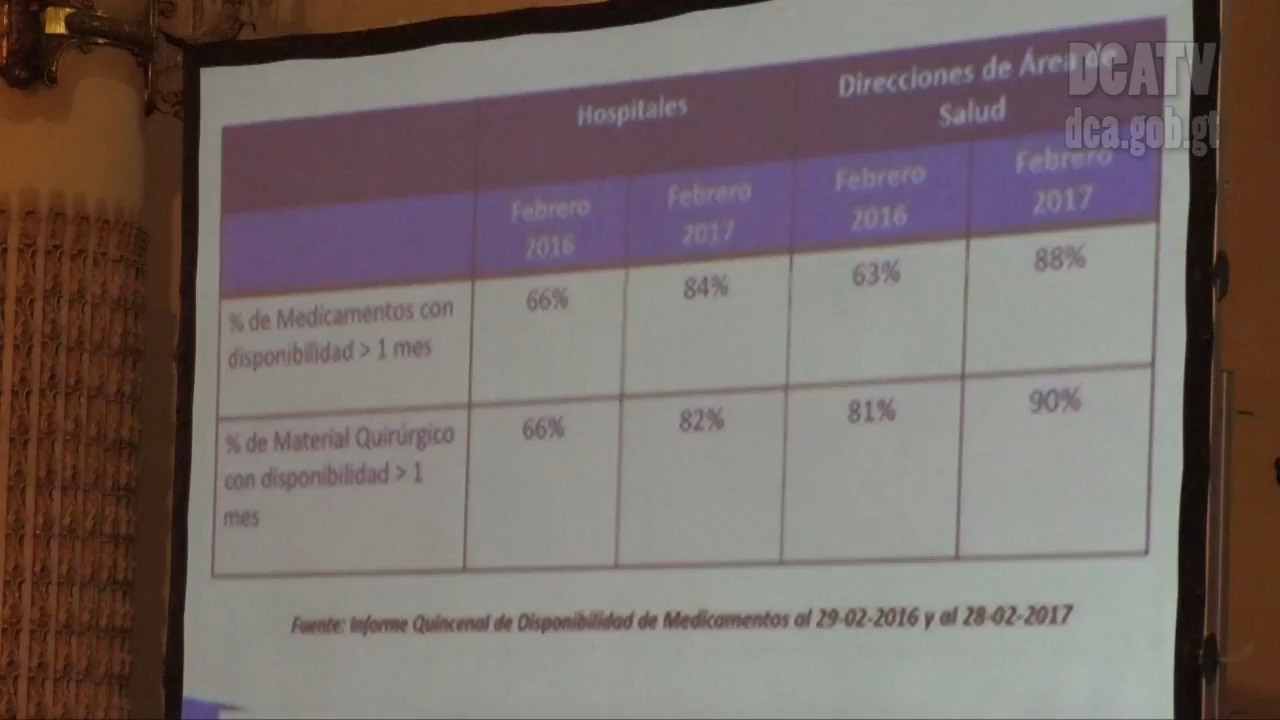 DCATV
dca.gob.gt
Hospitales
Direcciones de Área de
Salud
Febrero
2016
Febrero
2017
Febrero
2016
Febrero
2017
% de Medicamentos con
disponibilidad > 1 mes
66%
84%
63%
88%
% de Material Quirúrgico
con disponibilidad > 1
mes
66%
82%
81%
90%
Fuente: Informe Quincenal de Disponibilidad de Medicamentos al 29-02-2016 y al 28-02-2017